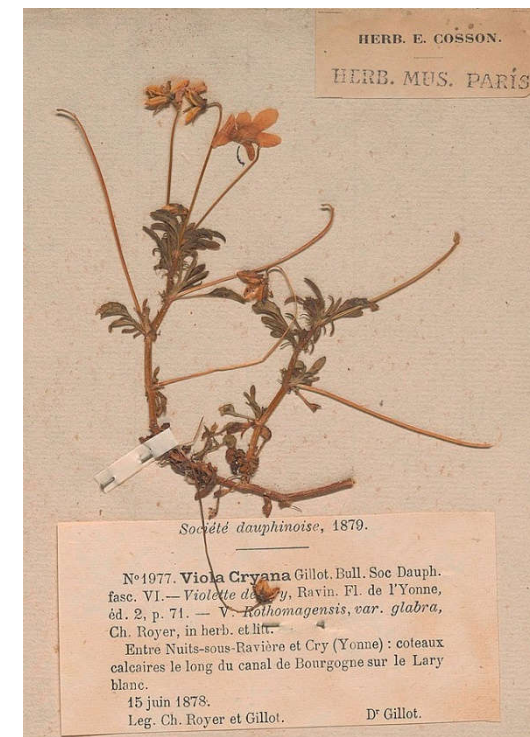 HERB. E. COSSON.
HERB. MUS. PARIS
Société dauphinoise, 1879.
Nº 1977. Viola Cryana Gillot. Bull. Soc Dauph.
fasc. VI. — Violette de Cry, Ravin. Fl. de l'Yonne,
éd. 2, p. 71. — V. Rothomagensis, var. glabra,
Ch. Royer, in herb. et litt.
Entre Nuits-sous-Ravière et Cry (Yonne) : coteaux
calcaires le long du canal de Bourgogne sur le Lary
blanc.
15 juin 1878.
Leg. Ch. Royer et Gillot. Dr Gillot.